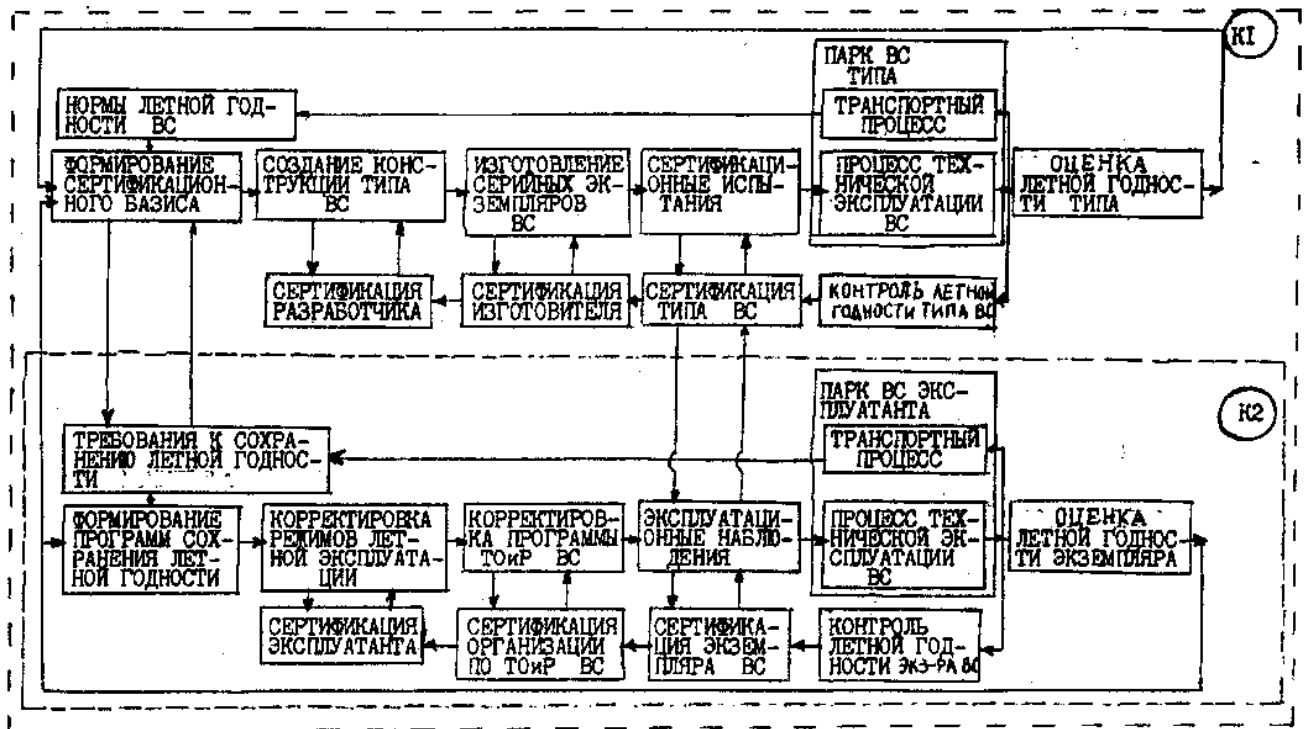 К1
ПАРК ВС
ТИПА
НОРМЫ ЛЕТНОЙ ГОД-
НОСТИ ВС
ТРАНСПОРТНЫЙ
ПРОЦЕСС
ФОРМИРОВАНИЕ
СЕРТИФИКАЦИОН-
НОГО БАЗИСА
СОЗДАНИЕ КОНС-
ТРУКЦИИ ТИПА
ВС
ИЗГОТОВЛЕНИЕ
СЕРИЙНЫХ ЭК-
ЗЕМПЛЯРОВ
ВС
СЕРТИФИКАЦИ-
ОННЫЕ ИСПЫ-
ТАНИЯ
ПРОЦЕСС ТЕХ-
НИЧЕСКОЙ
ЭКСПЛУАТАЦИИ
ВС
ОЦЕНКА
ЛЕТНОЙ ГОДНОС-
ТИ ТИПА
СЕРТИФИКАЦИЯ
РАЗРАБОТЧИКА
СЕРТИФИКАЦИЯ
ИЗГОТОВИТЕЛЯ
СЕРТИФИКАЦИЯ
ТИПА ВС
КОНТРОЛЬ ЛЕТНОЙ
ГОДНОСТИ ТИПА ВС
К2
ПАРК ВС ЭКС-
ПЛУАТАНТА
ТРЕБОВАНИЯ К СОХРА-
НЕНИЮ ЛЕТНОЙ ГОДНОС-
ТИ
ТРАНСПОРТНЫЙ
ПРОЦЕСС
ФОРМИРОВАНИЕ
ПРОГРАММ СОХ-
РАНЕНИЯ ЛЕТ-
НОЙ ГОДНОСТИ
КОРРЕКТИРОВКА
РЕЖИМОВ ЛЕТ-
НОЙ ЭКСПЛУАТА-
ЦИИ
КОРРЕКТИРОВ-
КА ПРОГРАММЫ
ТОиР ВС
ЭКСПЛУАТАЦИ-
ОННЫЕ НАБЛЮ-
ДЕНИЯ
ПРОЦЕСС ТЕХ-
НИЧЕСКОЙ ЭК-
СПЛУАТАЦИИ
ВС
ОЦЕНКА
ЛЕТНОЙ ГОДНОС-
ТИ ЭКЗЕМПЛЯРА
СЕРТИФИКАЦИЯ
ЭКСПЛУАТАНТА
СЕРТИФИКАЦИЯ
ОРГАНИЗАЦИИ
ПО ТОиР ВС
СЕРТИФИКА-
ЦИЯ ЭКЗЕМ-
ПЛЯРА ВС
КОНТРОЛЬ
ЛЕТНОЙ ГОД-
НОСТИ ЭКЗ-РА ВС